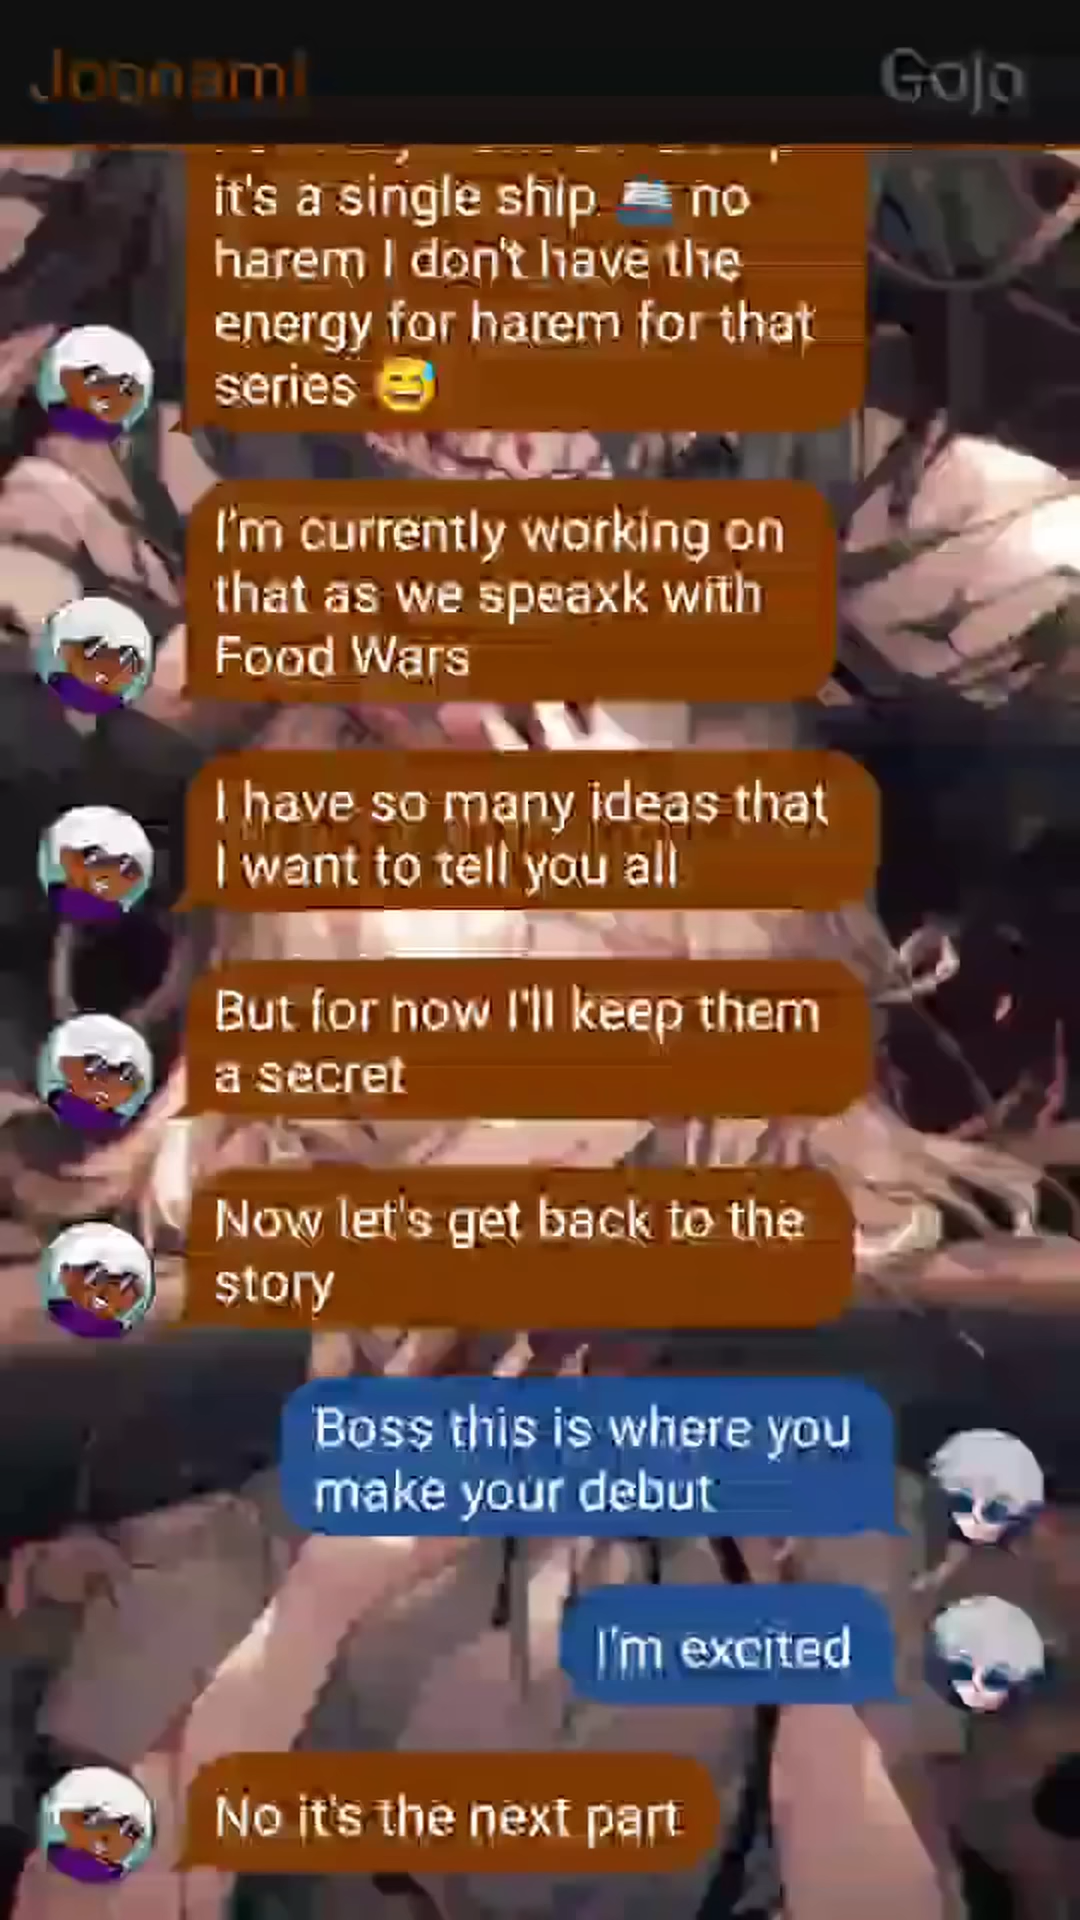 Joonami Gojo
it's a single ship 🚢 no
harem I don't have the
energy for harem for that
series 😅
I'm currently working on
that as we speaxk with
Food Wars
I have so many ideas that
I want to tell you all
But for now I'll keep them
a secret
Now let's get back to the
story
Boss this is where you
make your debut
I'm excited
No it's the next part